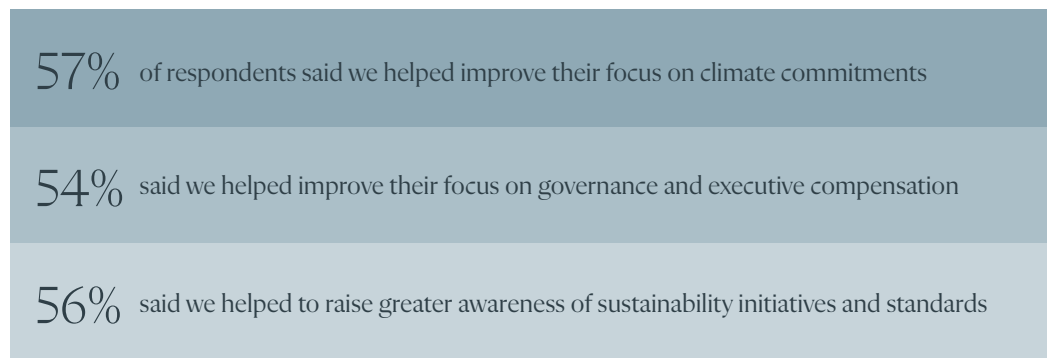 57% of respondents said we helped improve their focus on climate commitments
54% said we helped improve their focus on governance and executive compensation
56% said we helped to raise greater awareness of sustainability initiatives and standards